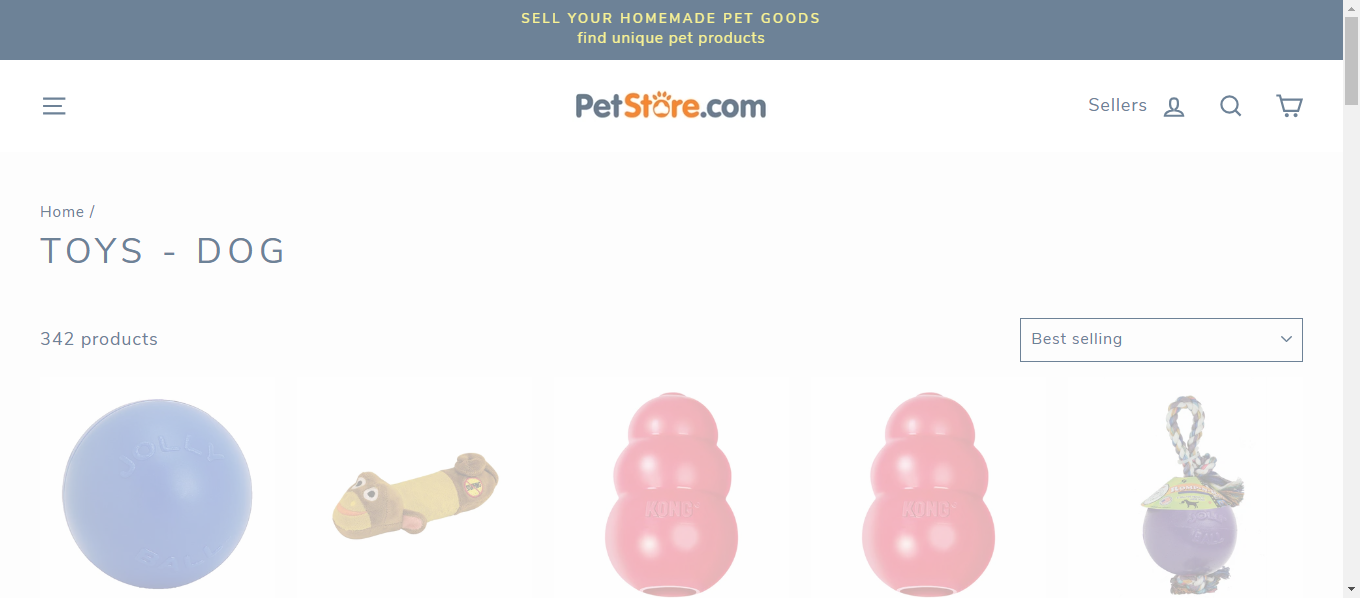 SELL YOUR HOMEMADE PET GOODS
find unique pet products
PetStore.com
Sellers
Home /
TOYS - DOG
342 products
Best selling
JOLLY
BALL
KONG
KONG